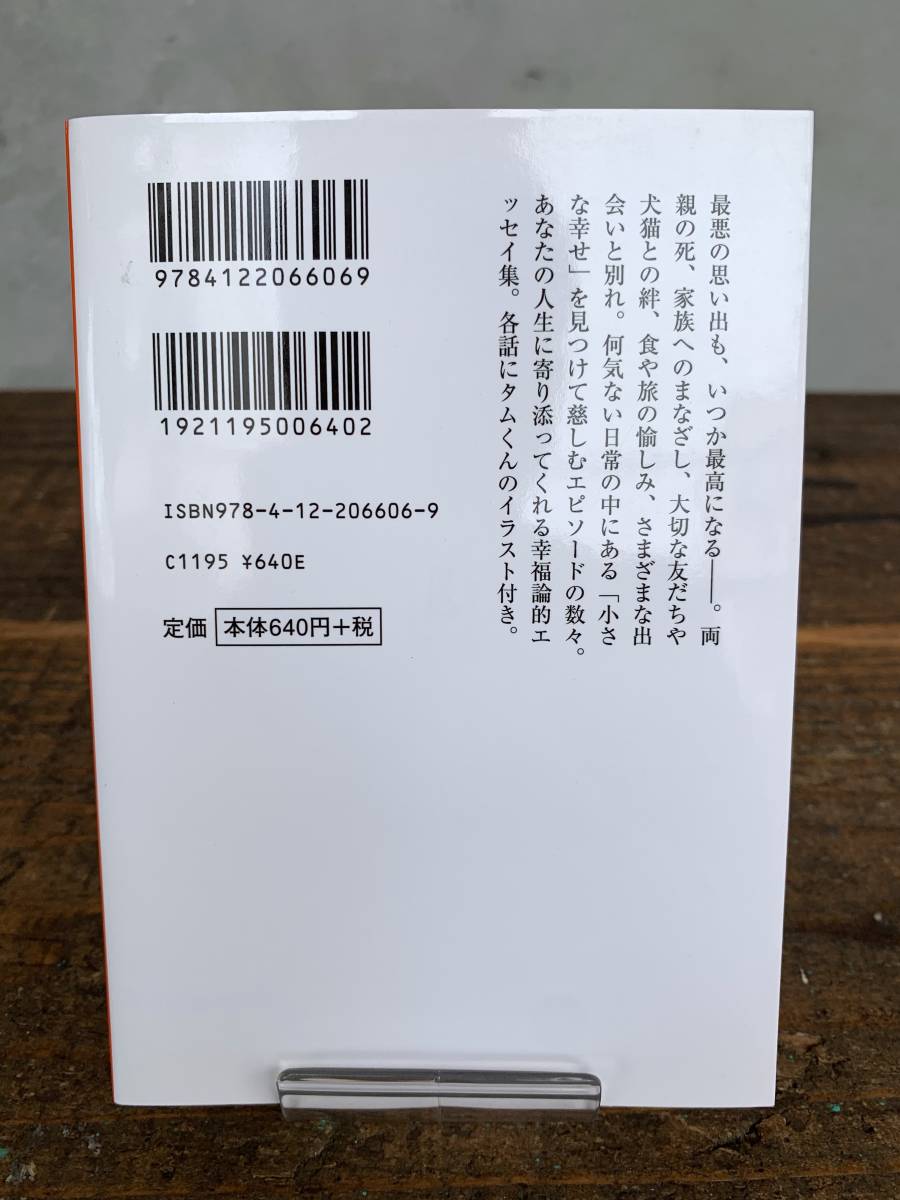 最悪の思い出も、いつか最高になる――。両
親の死、家族へのまなざし、大切な友だちや
犬猫との絆、食や旅の愉しみ、さまざまな出
会いと別れ。何気ない日常の中にある「小さ
な幸せ」を見つけて慈しむエピソードの数々。
あなたの人生に寄り添ってくれる幸福論的エ
ッセイ集。各話にタムくんのイラスト付き。
9784122066069
1921195006402
ISBN978-4-12-206606-9
C1195 ¥640E
定価 本体640円+税